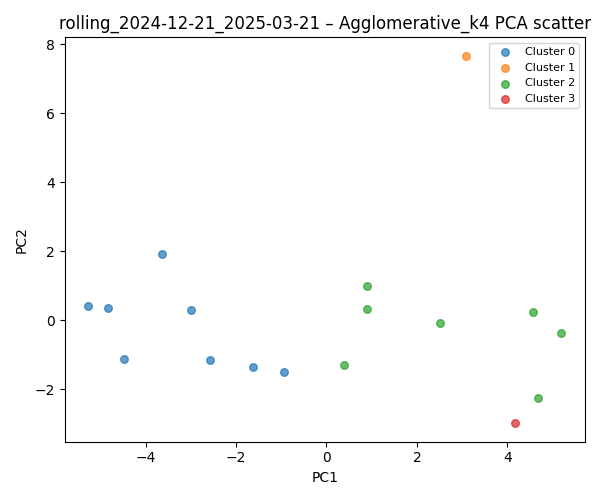 rolling_2024-12-21_2025-03-21 – Agglomerative_k4 PCA scatter
8
6
4
2
0
−2
PC2
−4
−2
0
2
4
PC1
Cluster 0
Cluster 1
Cluster 2
Cluster 3